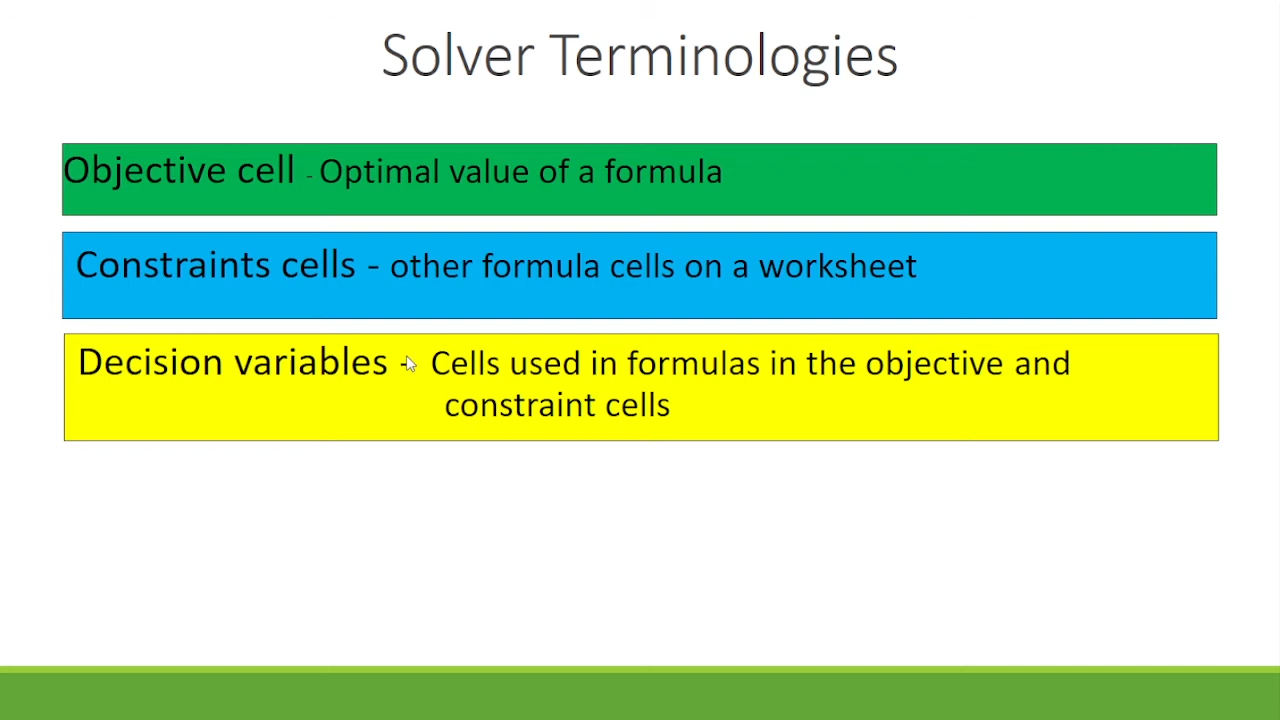 Solver Terminologies
Objective cell - Optimal value of a formula
Constraints cells - other formula cells on a worksheet
Decision variables - Cells used in formulas in the objective and
constraint cells